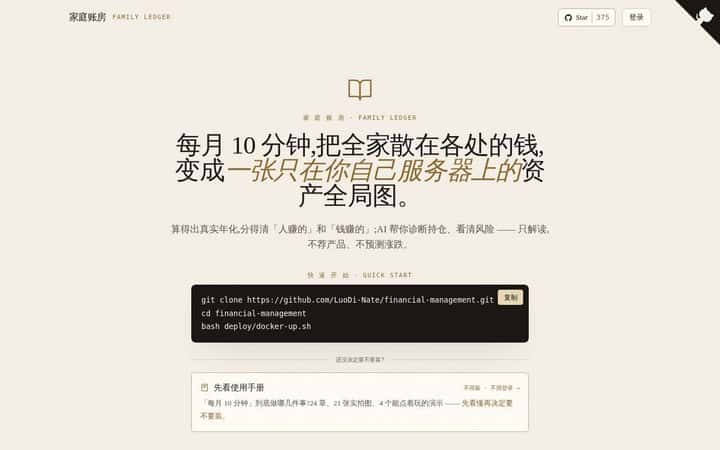 家庭账房 FAMILY LEDGER
Star 375
登录
家庭账房 · FAMILY LEDGER
每月 10 分钟,把全家散在各处的钱,
变成一张只在你自己服务器上的资
产全局图。
算得出真实年化,分得清「人赚的」和「钱赚的」;AI 帮你诊断持仓、看清风险 —— 只解读,
不荐产品、不预测涨跌。
快速开始 · QUICK START
git clone https://github.com/LuoDi-Nate/financial-management.git
复制
cd financial-management
bash deploy/docker-up.sh
还没决定要不要装?
先看使用手册
不用装 · 不用登录 →
「每月 10 分钟」到底做哪几件事?24 章、21 张实拍图、4 个能点着玩的演示 —— 先看懂再决定要
不要装。